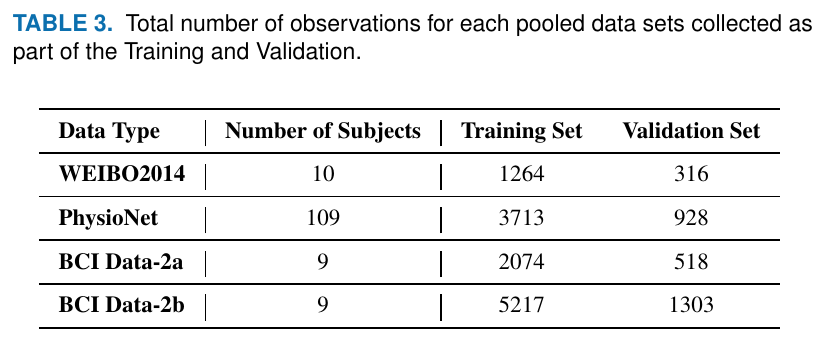 TABLE 3. Total number of observations for each pooled data sets collected as
part of the Training and Validation.
Data Type Number of Subjects Training Set Validation Set
WEIBO2014 10 1264 316
PhysioNet 109 3713 928
BCI Data-2a 9 2074 518
BCI Data-2b 9 5217 1303